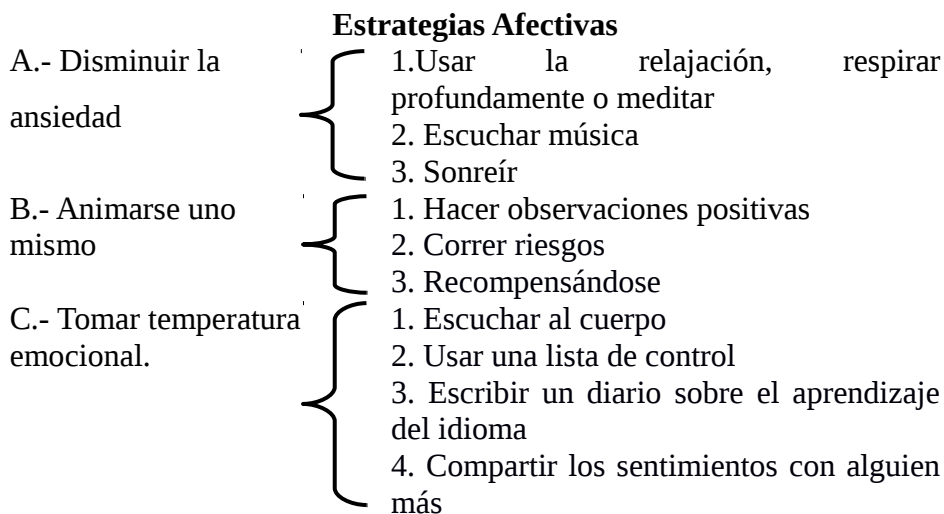 Estrategias Afectivas
A.- Disminuir la
ansiedad
1.Usar la relajación, respirar
profundamente o meditar
2. Escuchar música
3. Sonreír
B.- Animarse uno
mismo
1. Hacer observaciones positivas
2. Correr riesgos
3. Recompensándose
C.- Tomar temperatura
emocional.
1. Escuchar al cuerpo
2. Usar una lista de control
3. Escribir un diario sobre el aprendizaje
del idioma
4. Compartir los sentimientos con alguien
más